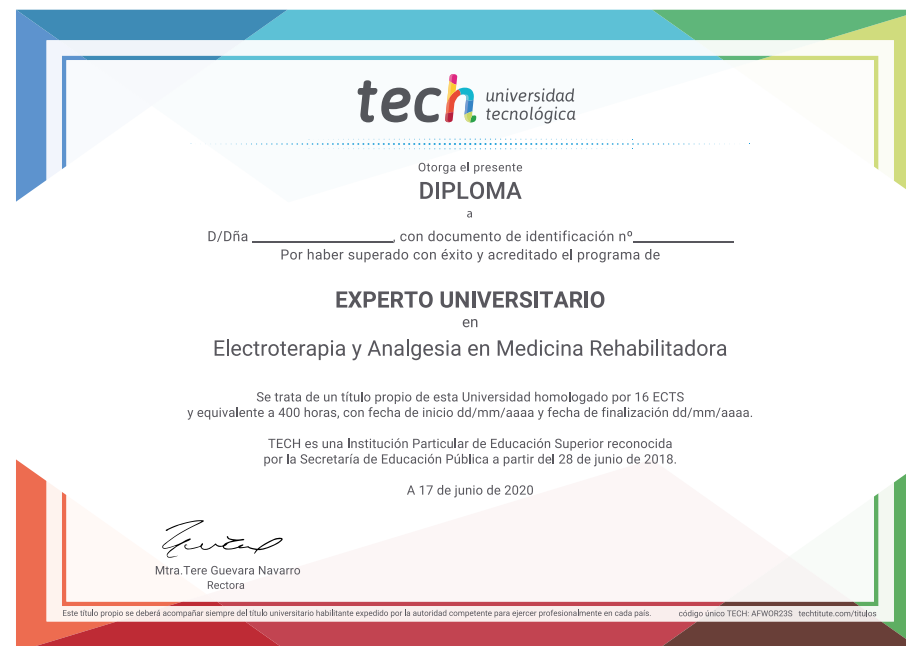 tech universidad
tecnológica
Otorga el presente
DIPLOMA
a
D/Dña ____________________, con documento de identificación nº______________
Por haber superado con éxito y acreditado el programa de
EXPERTO UNIVERSITARIO
en
Electroterapia y Analgesia en Medicina Rehabilitadora
Se trata de un título propio de esta Universidad homologado por 16 ECTS
y equivalente a 400 horas, con fecha de inicio dd/mm/aaaa y fecha de finalización dd/mm/aaaa.
TECH es una Institución Particular de Educación Superior reconocida
por la Secretaría de Educación Pública a partir del 28 de junio de 2018.
A 17 de junio de 2020
Mtra.Tere Guevara Navarro
Rectora
Este título propio se deberá acompañar siempre del título universitario habilitante expedido por la autoridad competente para ejercer profesionalmente en cada país. código único TECH: AFWOR23S techtitute.com/titulos